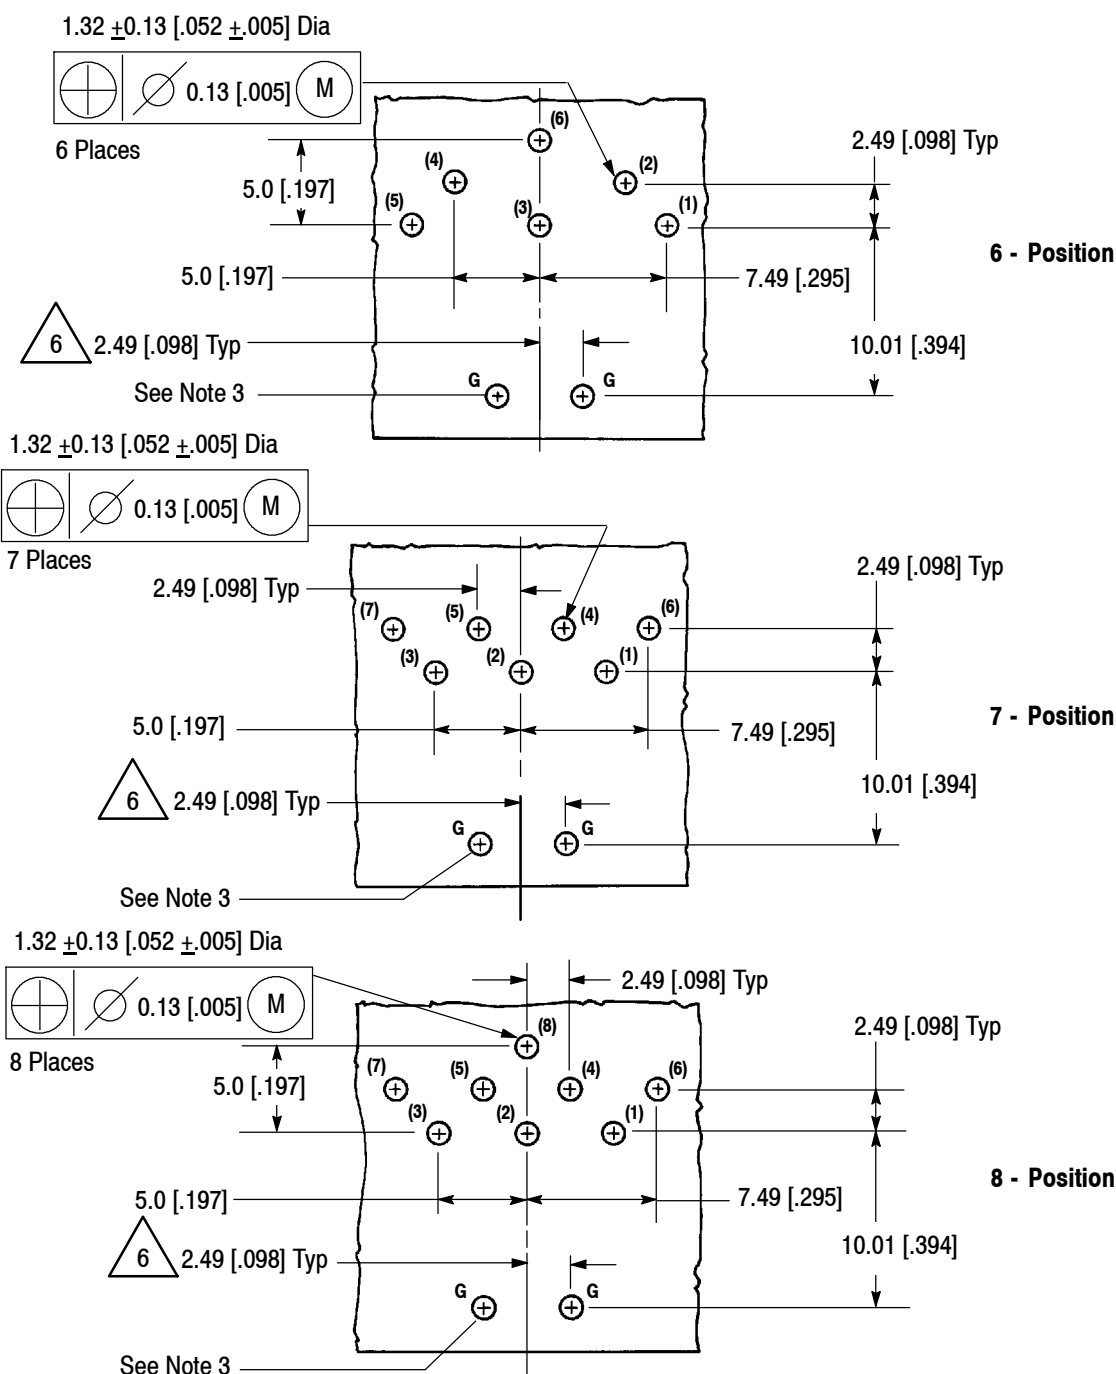 1.32 ±0.13 [.052 ±.005] Dia
0.13 [.005] M
6 Places
(6)
(4)
(2)
2.49 [.098] Typ
5.0 [.197]
(5)
(3)
(1)
6 - Position
5.0 [.197]
7.49 [.295]
6
2.49 [.098] Typ
10.01 [.394]
See Note 3
G
G
1.32 ±0.13 [.052 ±.005] Dia
0.13 [.005] M
7 Places
2.49 [.098] Typ
2.49 [.098] Typ
(7)
(5)
(4)
(6)
(3)
(2)
(1)
7 - Position
5.0 [.197]
7.49 [.295]
6
2.49 [.098] Typ
10.01 [.394]
G
G
See Note 3
1.32 ±0.13 [.052 ±.005] Dia
2.49 [.098] Typ
0.13 [.005] M
8 Places
(8)
2.49 [.098] Typ
5.0 [.197]
(7)
(5)
(4)
(6)
(3)
(2)
(1)
8 - Position
5.0 [.197]
7.49 [.295]
6
2.49 [.098] Typ
10.01 [.394]
G
G
See Note 3